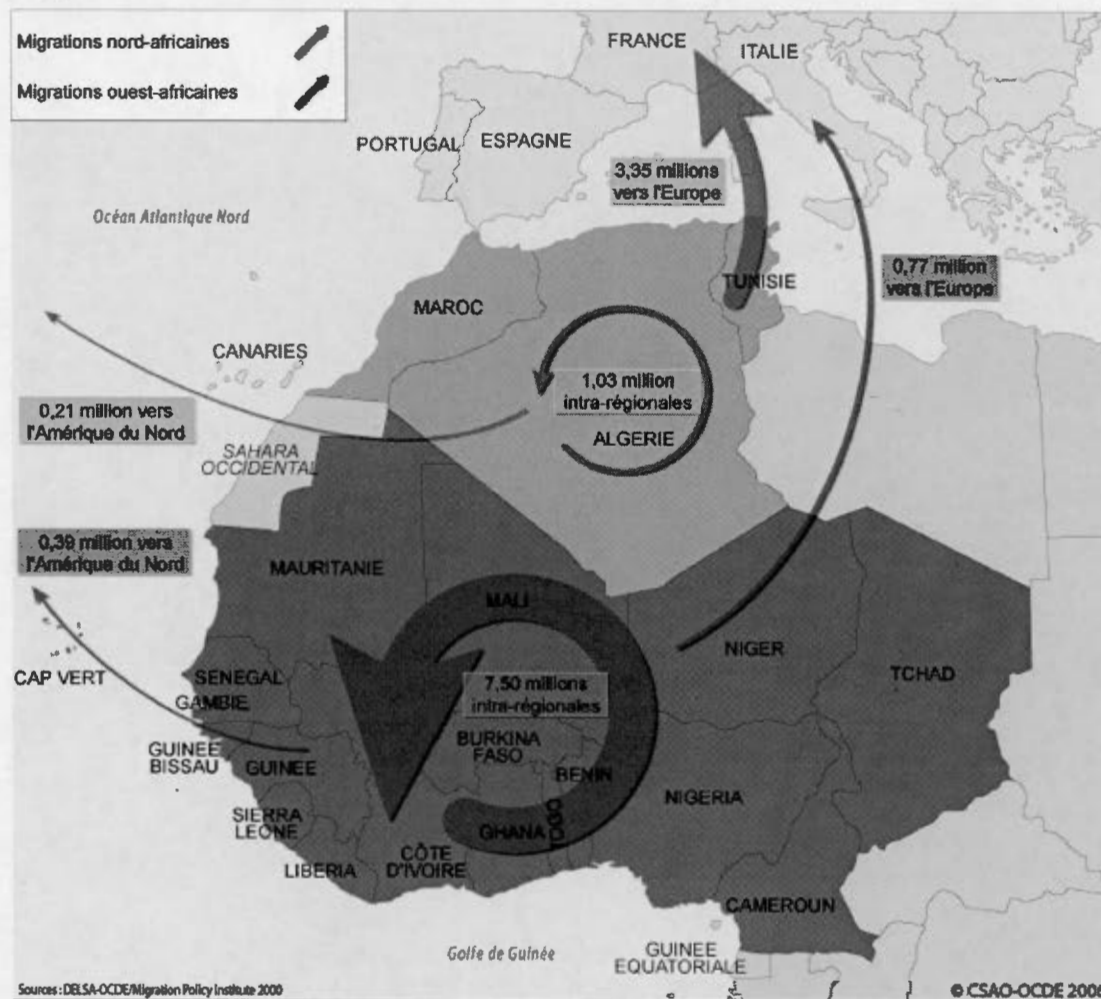 Migrations nord-africaines
Migrations ouest-africaines
FRANCE
ITALIE
PORTUGAL
ESPAGNE
3,35 millions
vers l'Europe
Océan Atlantique Nord
0,77 million
vers l'Europe
TUNISIE
MAROC
CANARIES
1,03 million
intra-régionales
ALGERIE
0,21 million vers
l'Amérique du Nord
SAHARA
OCCIDENTAL
0,39 million vers
l'Amérique du Nord
MAURITANIE
MALI
NIGER
TCHAD
CAP VERT
SENEGAL
GAMBIE
7,50 millions
intra-régionales
GUINEE
BISSAU
GUINEE
BURKINA
FASO
BENIN
NIGERIA
SIERRA
LEONE
GHANA
TOGO
LIBERIA
CÔTE
D'IVOIRE
CAMEROUN
Golfe de Guinée
GUINEE
EQUATORIALE
Sources : DELSA-OCDE/Migration Policy Institute 2000
© CSAO-OCDE 2006